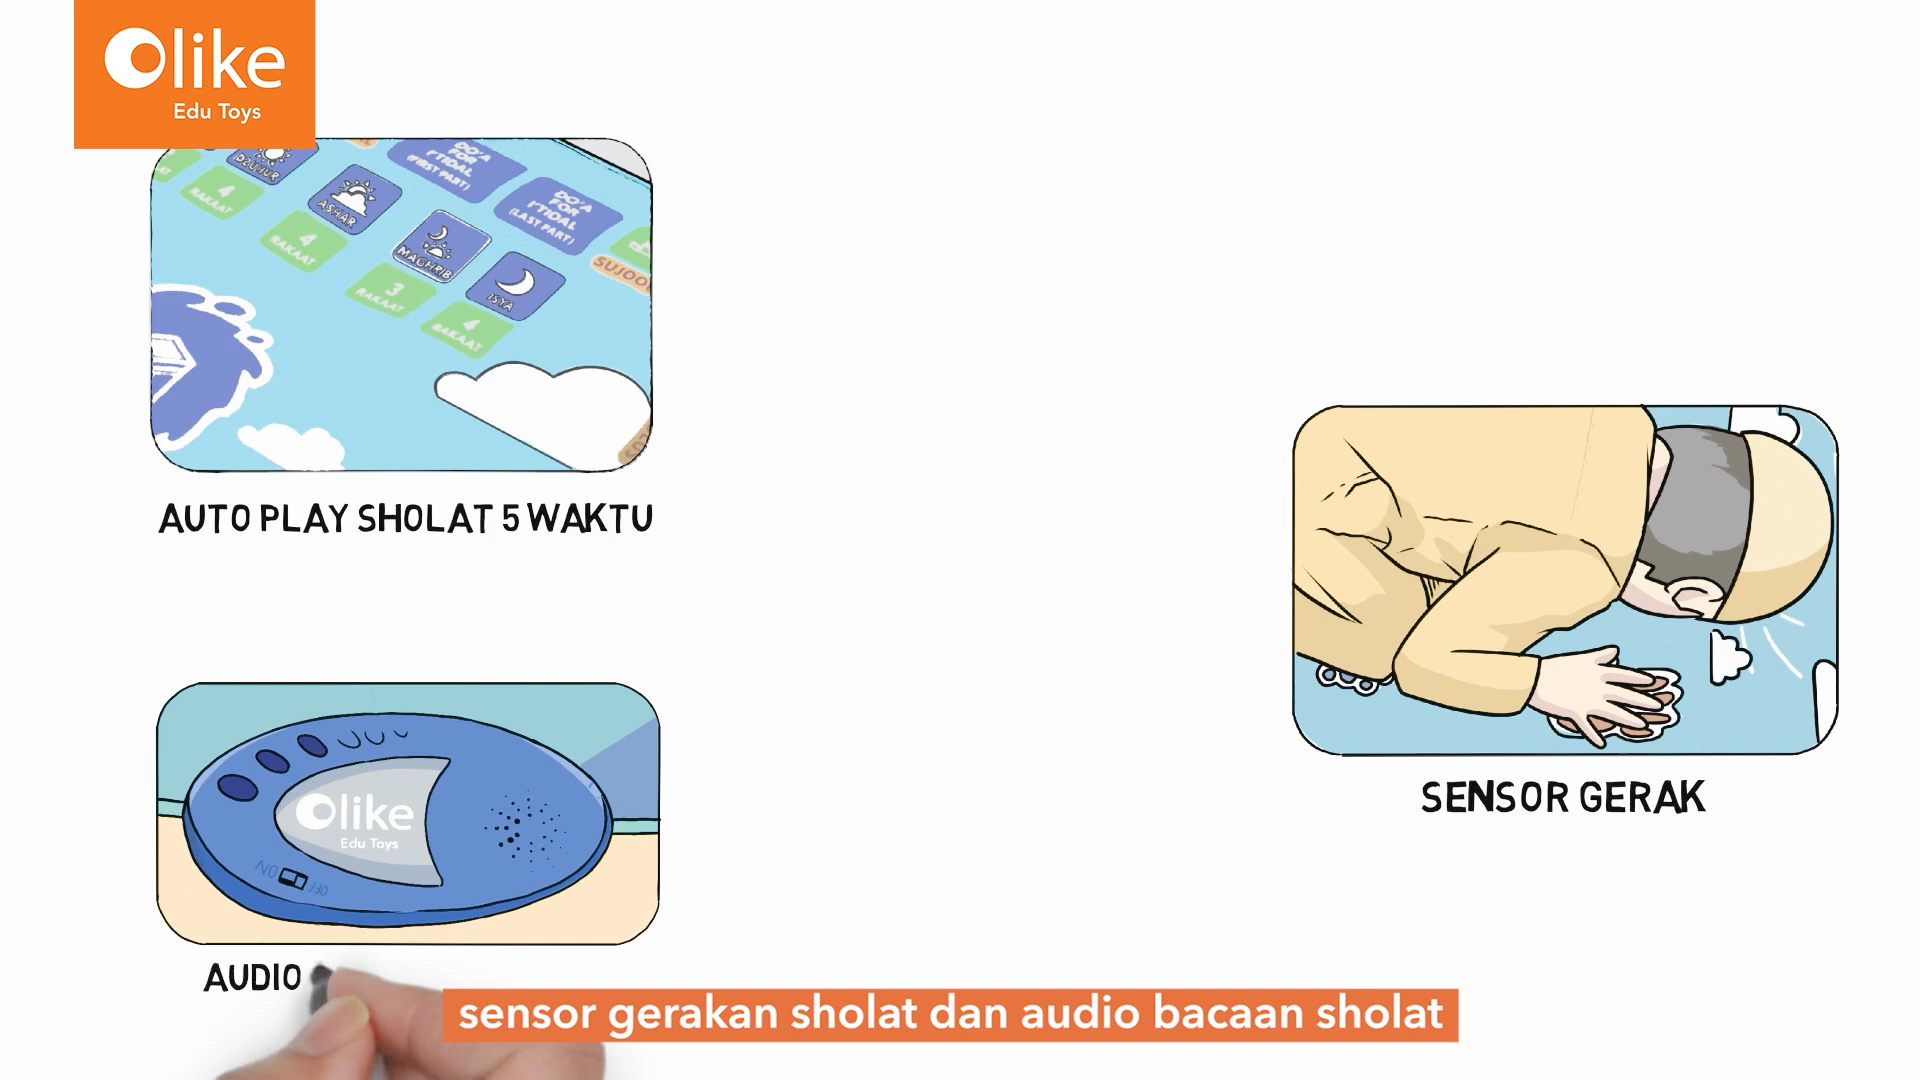 Olike
Edu Toys
DZUHUR
4
RAKAAT
ASHAR
4
RAKAAT
MAGHRIB
3
RAKAAT
ISYA
4
RAKAAT
DO'A
FOR
I'TIDAL
(FIRST PART)
DO'A
FOR
I'TIDAL
(LAST PART)
AUTO PLAY SHOLAT 5 WAKTU
SENSOR GERAK
Olike
Edu Toys
ON
OFF
AUDIO
sensor gerakan sholat dan audio bacaan sholat